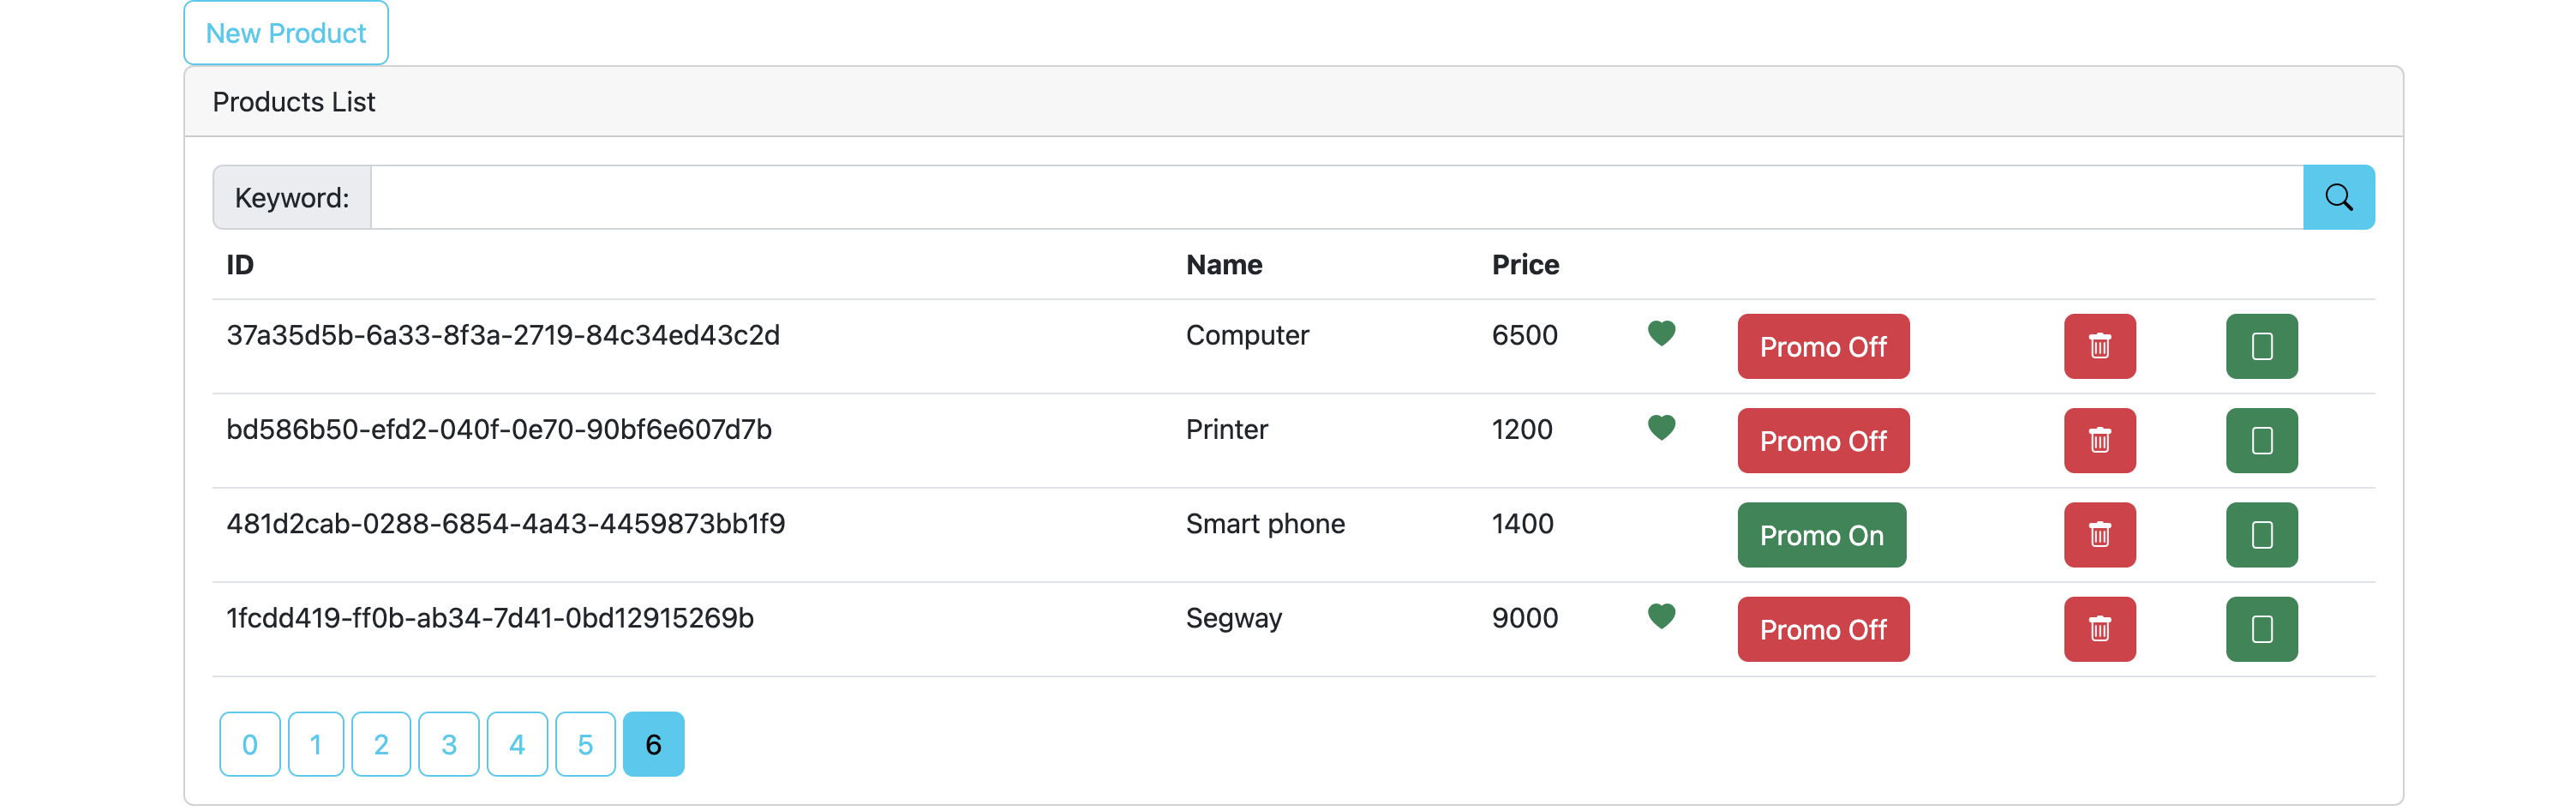 New Product
Products List
Keyword:
ID Name Price
37a35d5b-6a33-8f3a-2719-84c34ed43c2d Computer 6500 Promo Off
bd586b50-efd2-040f-0e70-90bf6e607d7b Printer 1200 Promo Off
481d2cab-0288-6854-4a43-4459873bb1f9 Smart phone 1400 Promo On
1fcdd419-ff0b-ab34-7d41-0bd12915269b Segway 9000 Promo Off
0 1 2 3 4 5 6